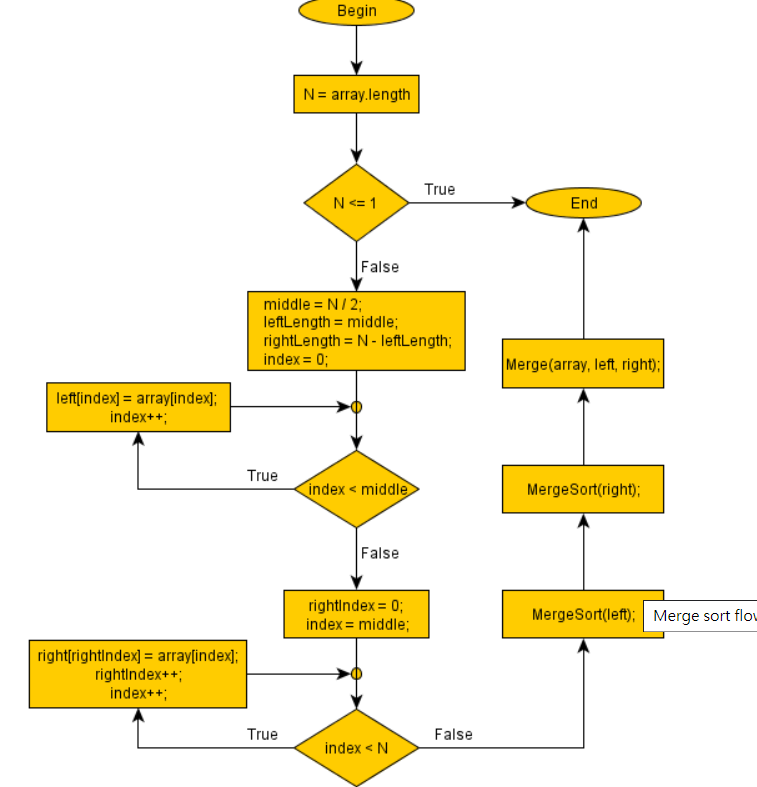 Begin
N = array.length
N <= 1
True
End
False
middle = N / 2;
leftLength = middle;
rightLength = N - leftLength;
index = 0;
Merge(array, left, right);
left[index] = array[index];
index++;
True
index < middle
MergeSort(right);
False
rightIndex = 0;
index = middle;
MergeSort(left);
Merge sort
right[rightIndex] = array[index];
rightIndex++;
index++;
True
index < N
False